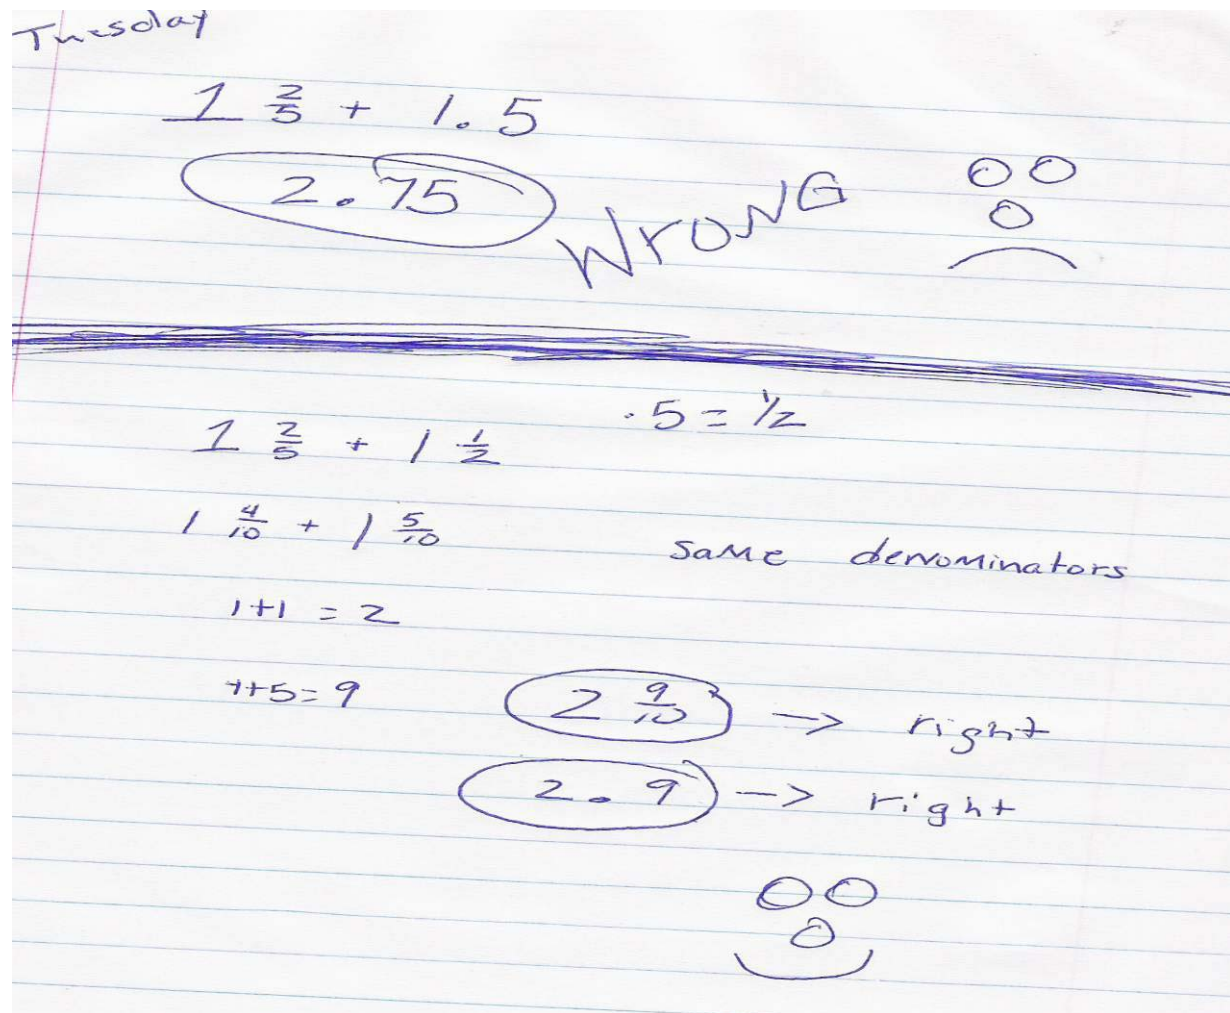 Tuesday
1 2/5 + 1.5
2.75
WrONG
.5 = 1/2
1 2/5 + 1 1/2
1 4/10 + 1 5/10
same denominators
1+1 = 2
4+5=9
2 9/10 → right
2.9 → right